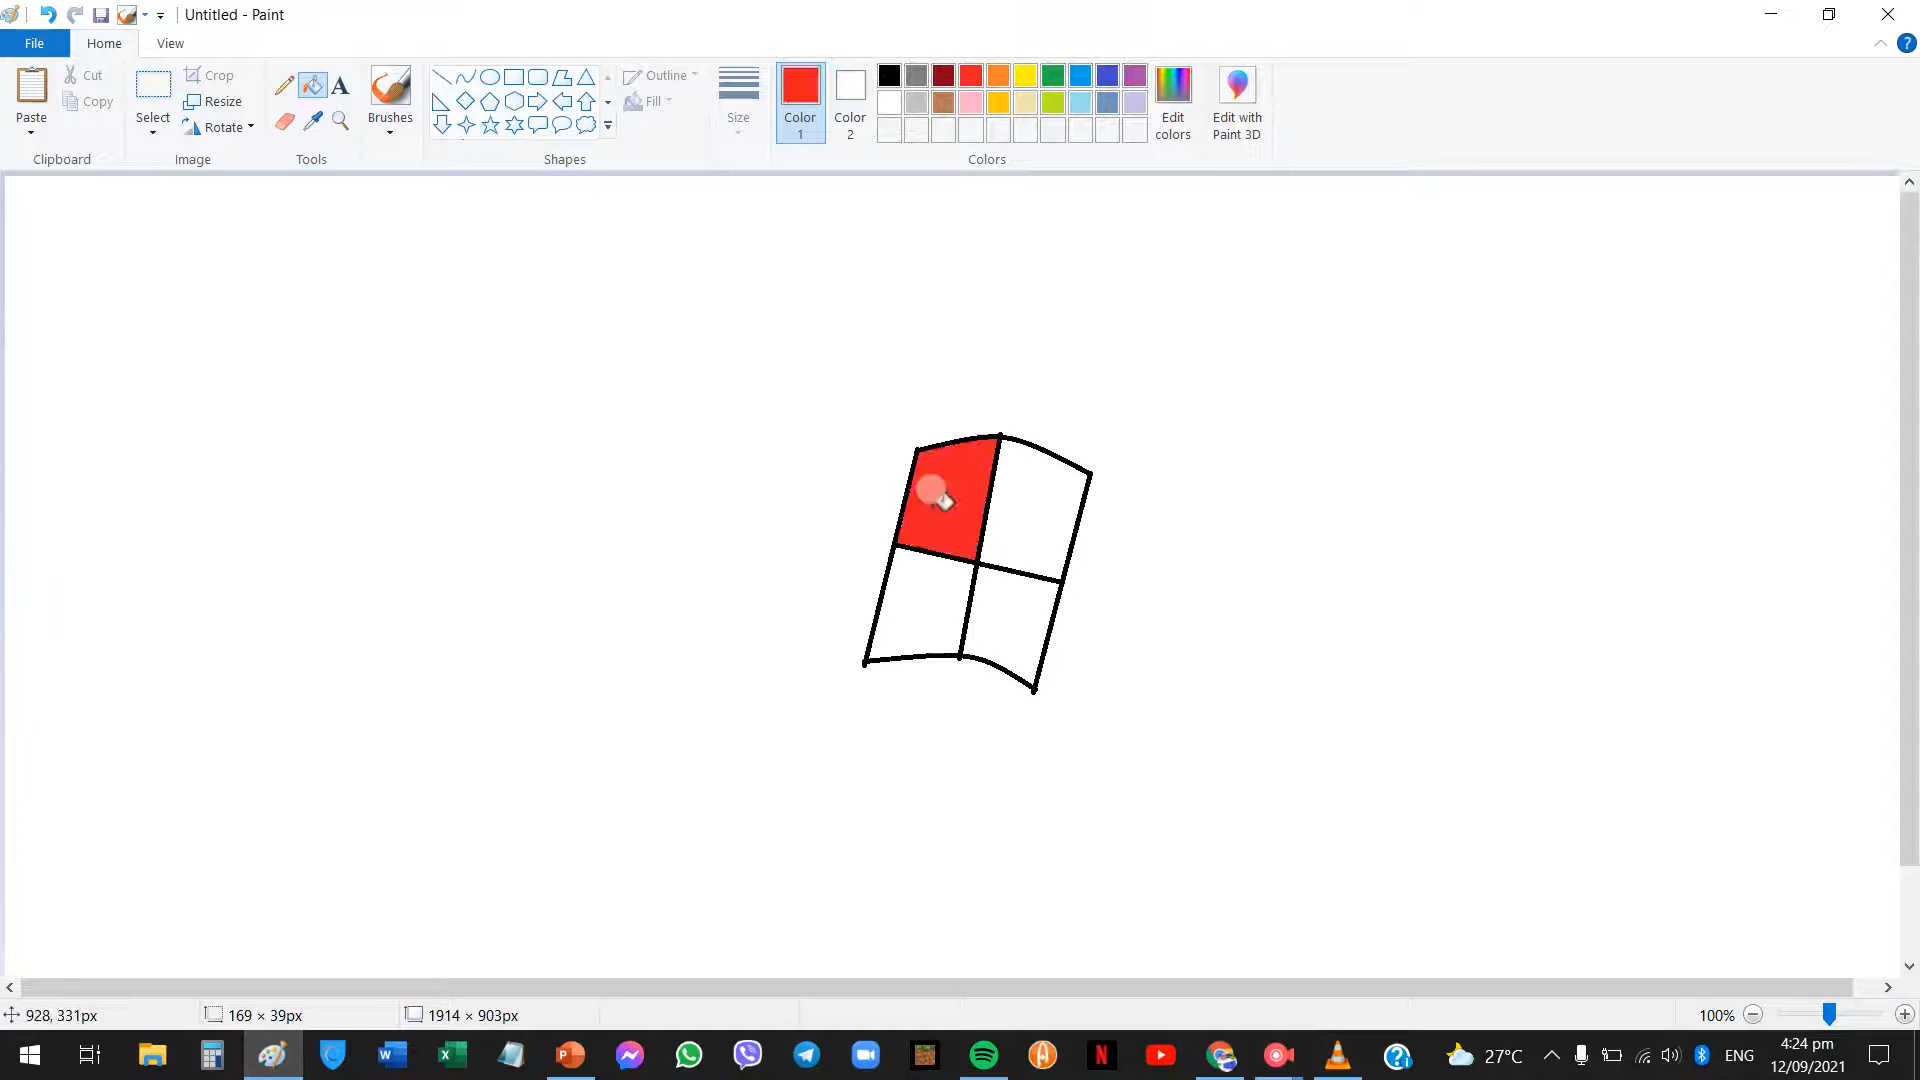 Untitled - Paint
File Home View
Paste
Cut
Copy
Clipboard
Select
Crop
Resize
Rotate
Image
A
Tools
Brushes
Outline
Fill
Shapes
Size
Color 1
Color 2
Edit colors
Edit with Paint 3D
Colors
928, 331px 169 × 39px 1914 × 903px 100%
27°C ENG 4:24 pm
12/09/2021